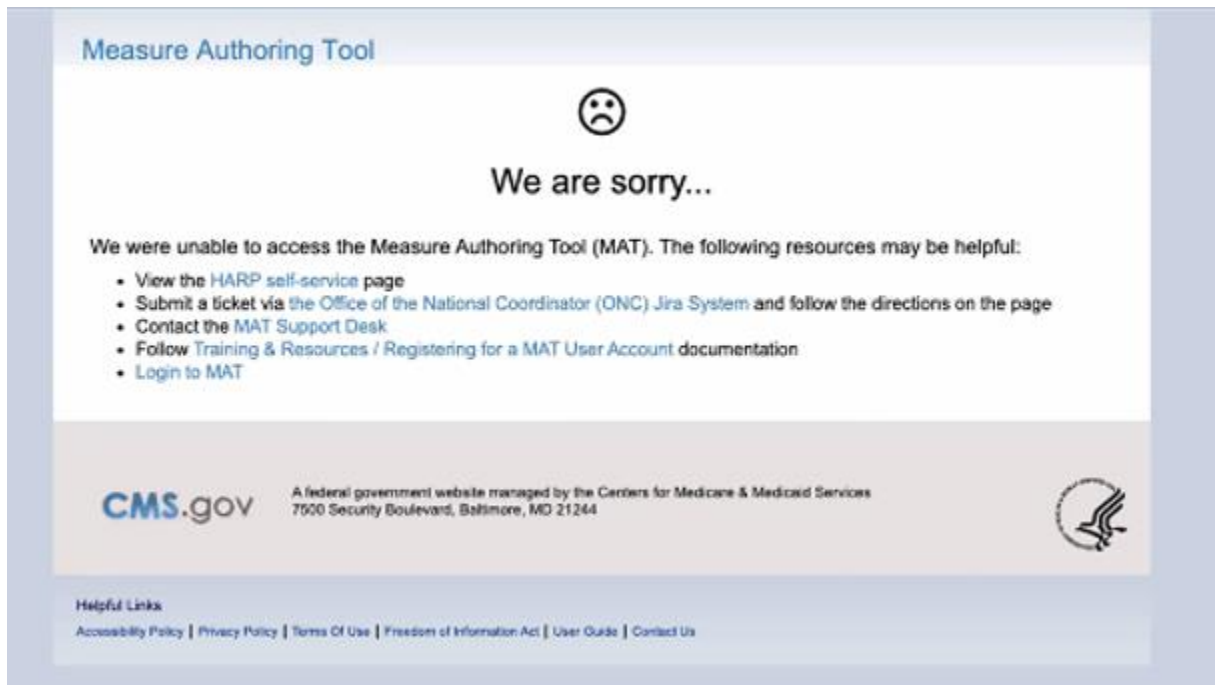 Measure Authoring Tool
We are sorry...
We were unable to access the Measure Authoring Tool (MAT). The following resources may be helpful:
• View the HARP self-service page
• Submit a ticket via the Office of the National Coordinator (ONC) Jira System and follow the directions on the page
• Contact the MAT Support Desk
• Follow Training & Resources / Registering for a MAT User Account documentation
• Login to MAT
CMS.gov
A federal government website managed by the Centers for Medicare & Medicaid Services
7500 Security Boulevard, Baltimore, MD 21244
Helpful Links
Accessibility Policy | Privacy Policy | Terms Of Use | Freedom of Information Act | User Guide | Contact Us